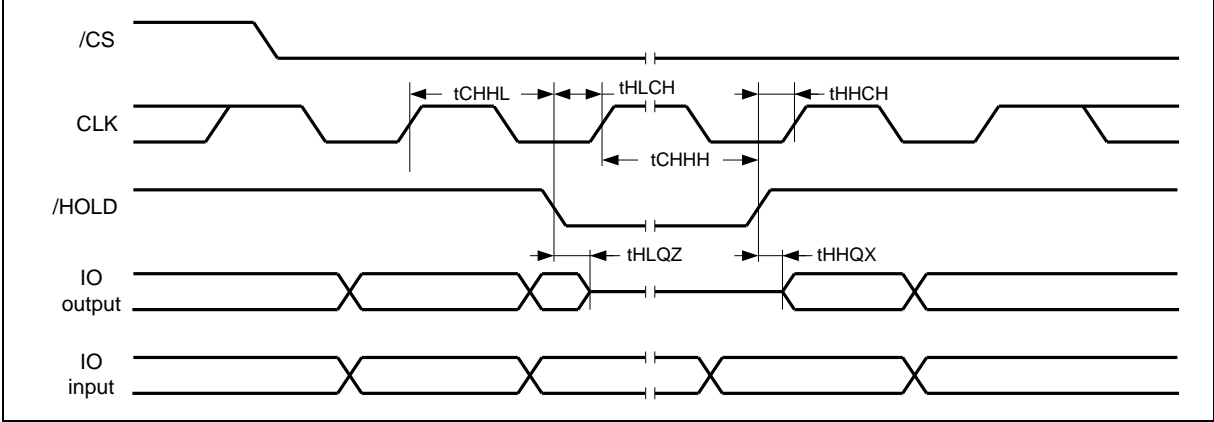 /CS
tCHHL
tHLCH
tHHCH
CLK
tCHHH
/HOLD
tHLQZ
tHHQX
IO
output
IO
input